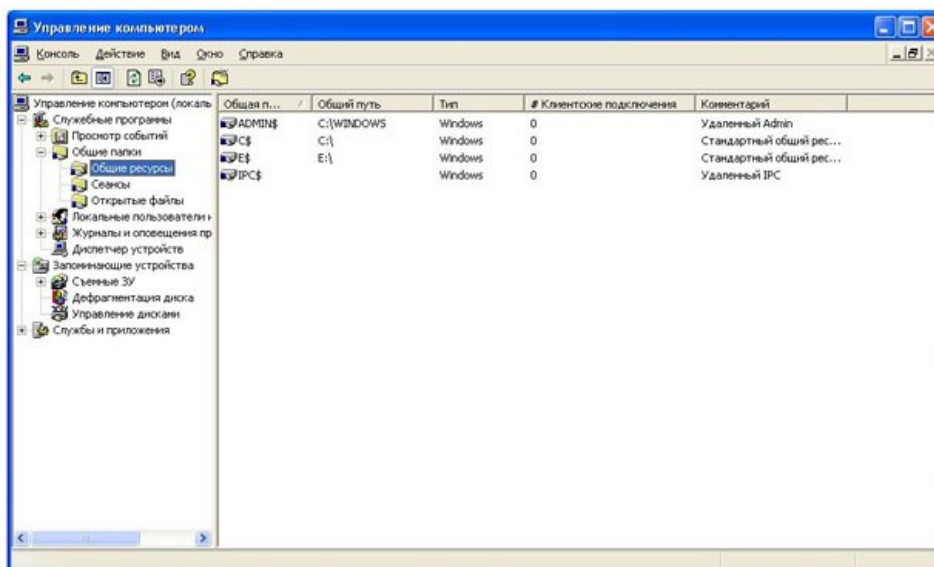 Управление компьютером
Консоль Действие Вид Окно Справка
Управление компьютером (локаль
Служебные программы
Просмотр событий
Общие папки
Общие ресурсы
Сеансы
Открытые файлы
Локальные пользователи и
Журналы и оповещения пр
Диспетчер устройств
Запоминающие устройства
Съемные ЗУ
Дефрагментация диска
Управление дисками
Службы и приложения
Общая п... / Общий путь Тип # Клиентские подключения Комментарий
ADMIN$ C:\WINDOWS Windows 0 Удаленный Admin
C$ C:\ Windows 0 Стандартный общий рес...
E$ E:\ Windows 0 Стандартный общий рес...
IPC$ Windows 0 Удаленный IPC